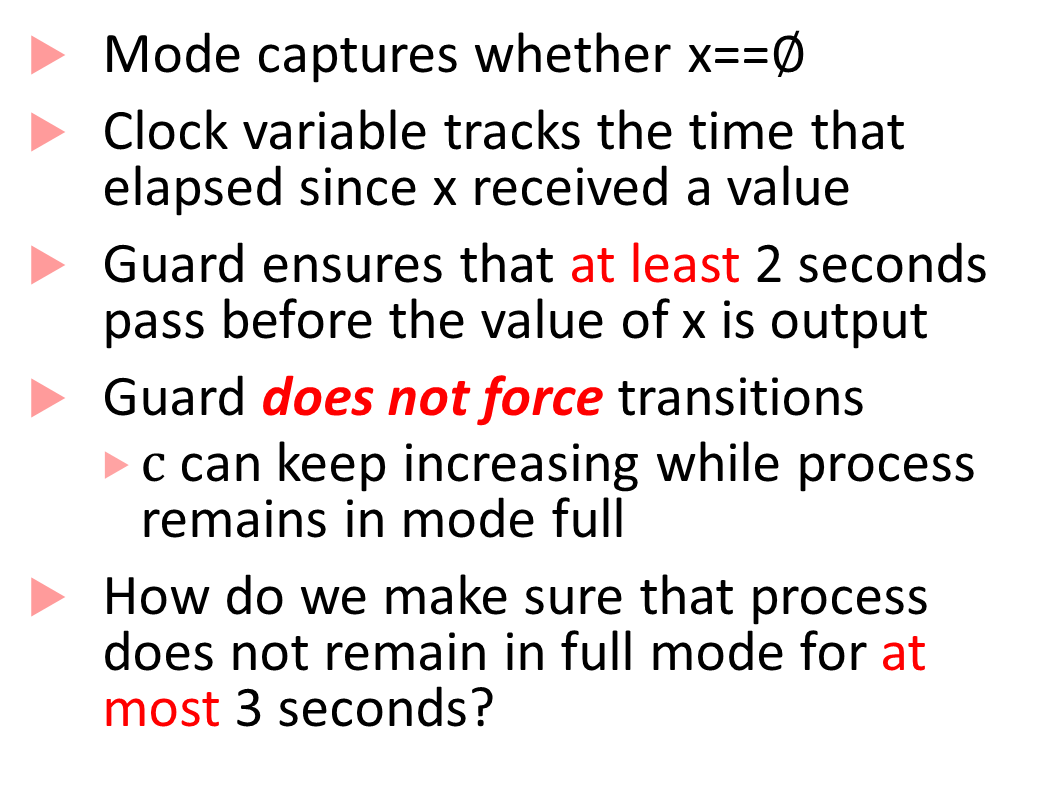 Mode captures whether x==∅
Clock variable tracks the time that
elapsed since x received a value
Guard ensures that at least 2 seconds
pass before the value of x is output
Guard does not force transitions
c can keep increasing while process
remains in mode full
How do we make sure that process
does not remain in full mode for at
most 3 seconds?